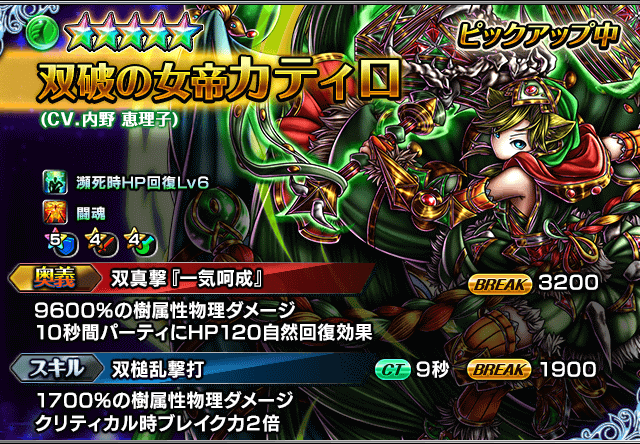 ピックアップ中
双破の女帝カティロ
(CV.内野 恵理子)
瀕死時HP回復Lv6
闘魂
5 4 4
奥義 双真撃『一気呵成』 BREAK 3200
9600%の樹属性物理ダメージ
10秒間パーティにHP120自然回復効果
スキル 双槌乱撃打 CT 9秒 BREAK 1900
1700%の樹属性物理ダメージ
クリティカル時ブレイク力2倍